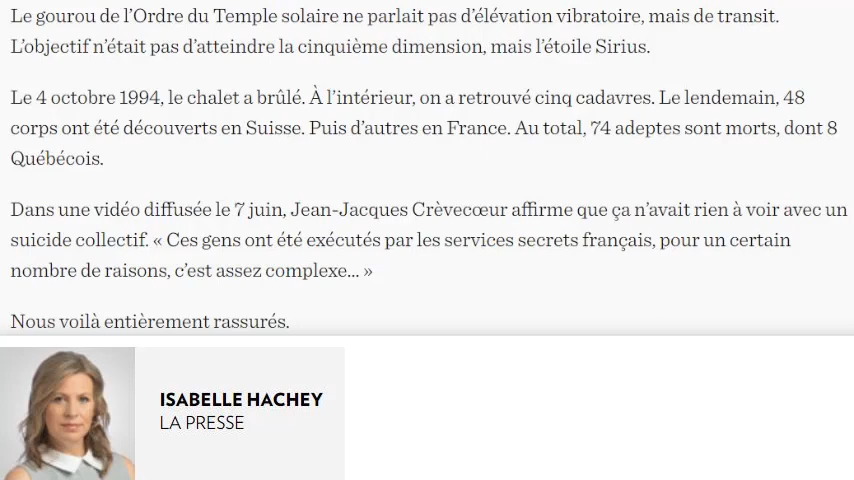 Le gourou de l’Ordre du Temple solaire ne parlait pas d’élévation vibratoire, mais de transit.
L’objectif n’était pas d’atteindre la cinquième dimension, mais l’étoile Sirius.
Le 4 octobre 1994, le chalet a brûlé. À l’intérieur, on a retrouvé cinq cadavres. Le lendemain, 48
corps ont été découverts en Suisse. Puis d’autres en France. Au total, 74 adeptes sont morts, dont 8
Québécois.
Dans une vidéo diffusée le 7 juin, Jean-Jacques Crèvecœur affirme que ça n’avait rien à voir avec un
suicide collectif. « Ces gens ont été exécutés par les services secrets français, pour un certain
nombre de raisons, c’est assez complexe... »
Nous voilà entièrement rassurés.
ISABELLE HACHEY
LA PRESSE